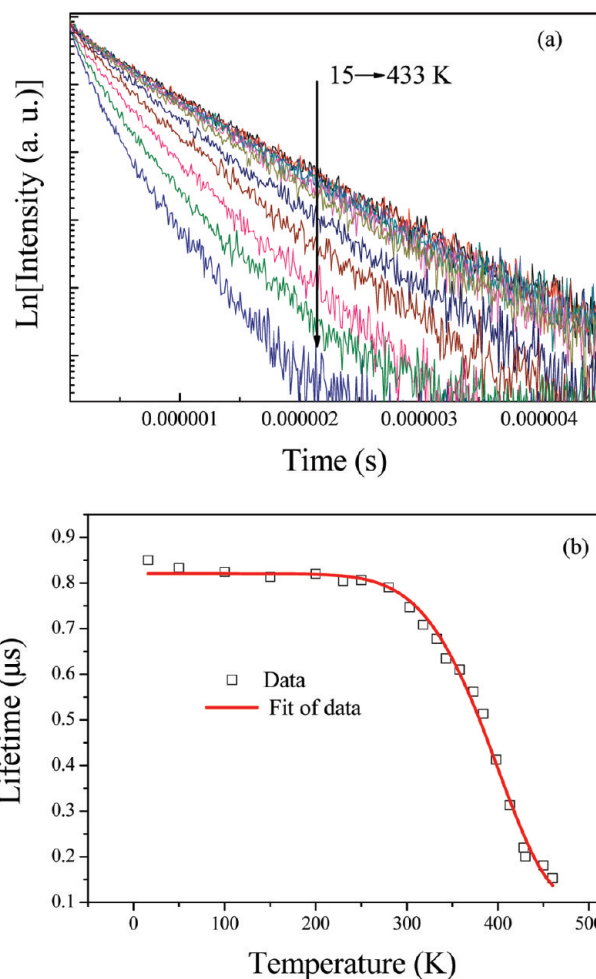 (a)
15→433 K
Ln[Intensity (a. u.)]
0.000001 0.000002 0.000003 0.000004
Time (s)
(b)
0.9
0.8
0.7
0.6
0.5
0.4
0.3
0.2
0.1
Lifetime (µs)
Data
Fit of data
0 100 200 300 400 500
Temperature (K)